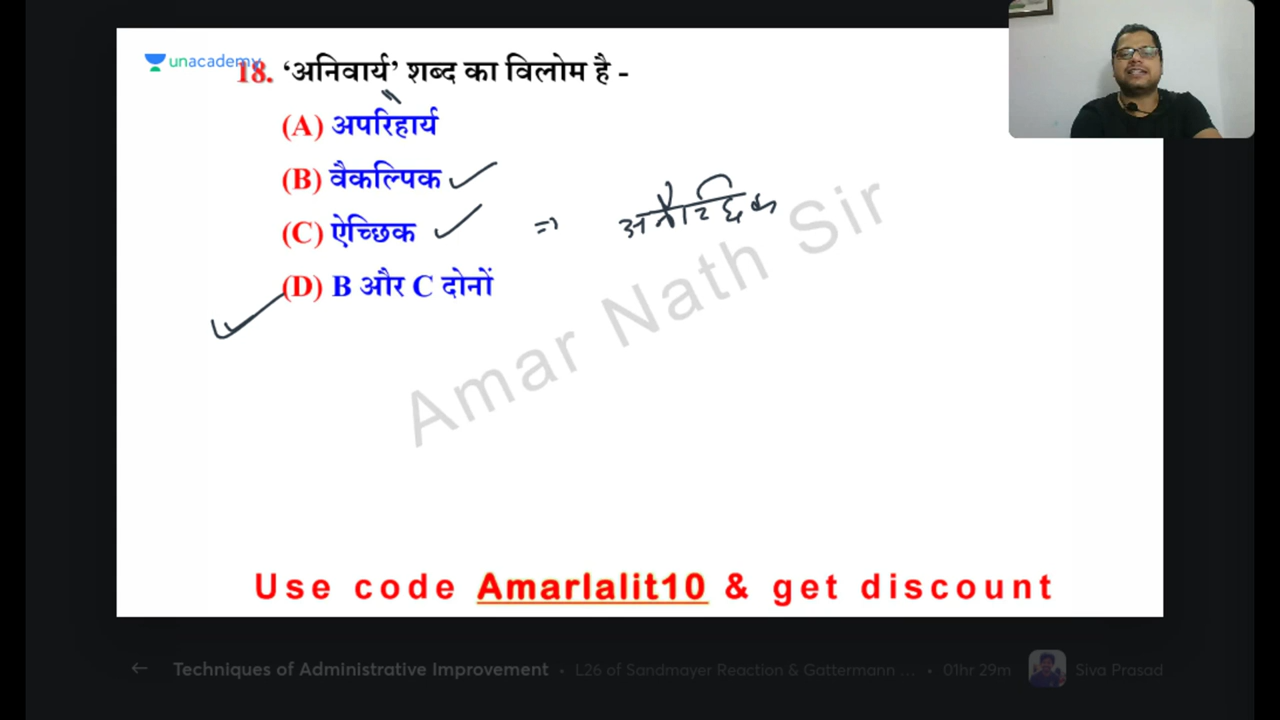 unacademy
18. ‘अनिवार्य’ शब्द का विलोम है -
(A) अपरिहार्य
(B) वैकल्पिक
(C) ऐच्छिक
(D) B और C दोनों
Amar Nath Sir
Use code Amarlalit10 & get discount
Techniques of Administrative Improvement • L26 of Sandmayer Reaction & Gattermann ... • 01hr 29m Siva Prasad